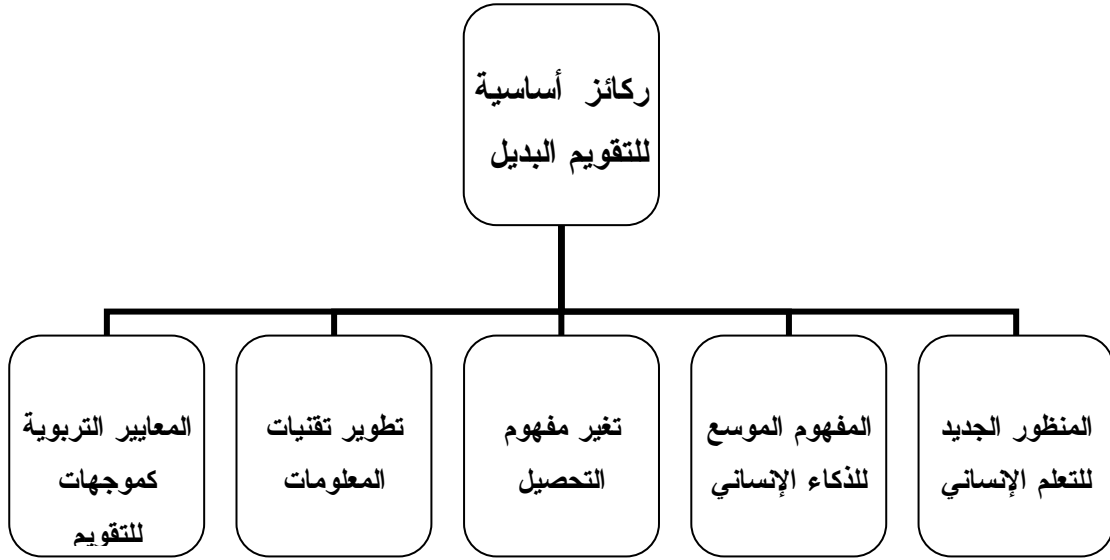 ركائز أساسية
للتقويم البديل
المنظور الجديد
للتعلم الإنساني
المفهوم الموسع
للذكاء الإنساني
تغير مفهوم
التحصيل
تطوير تقنيات
المعلومات
المعايير التربوية
كموجهات
للتقويم